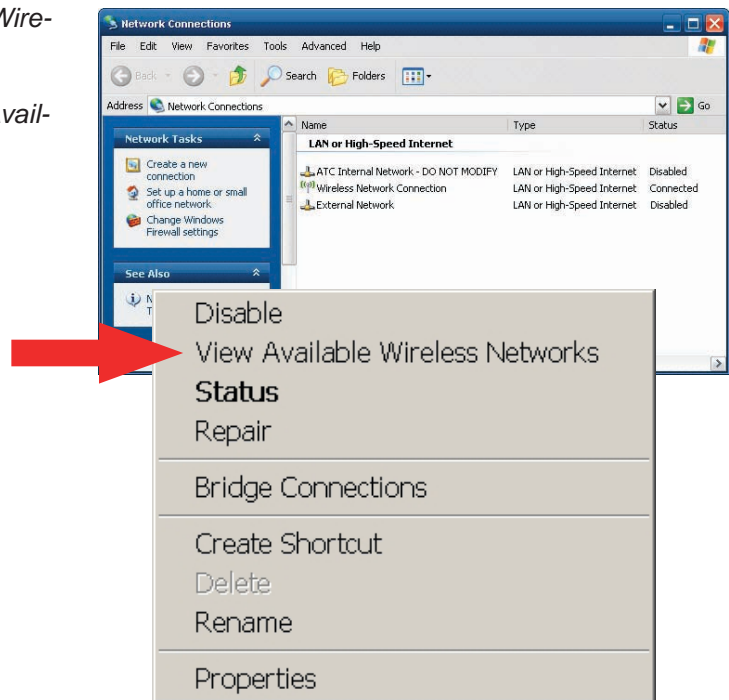 Wire-
Avail-
Network Connections
File Edit View Favorites Tools Advanced Help
Back Search Folders
Address Network Connections Go
Name Type Status
Network Tasks
LAN or High-Speed Internet
Create a new
connection
Set up a home or small
office network
Change Windows
Firewall settings
ATC Internal Network - DO NOT MODIFY LAN or High-Speed Internet Disabled
Wireless Network Connection LAN or High-Speed Internet Connected
External Network LAN or High-Speed Internet Disabled
See Also
Disable
View Available Wireless Networks
Status
Repair
Bridge Connections
Create Shortcut
Delete
Rename
Properties